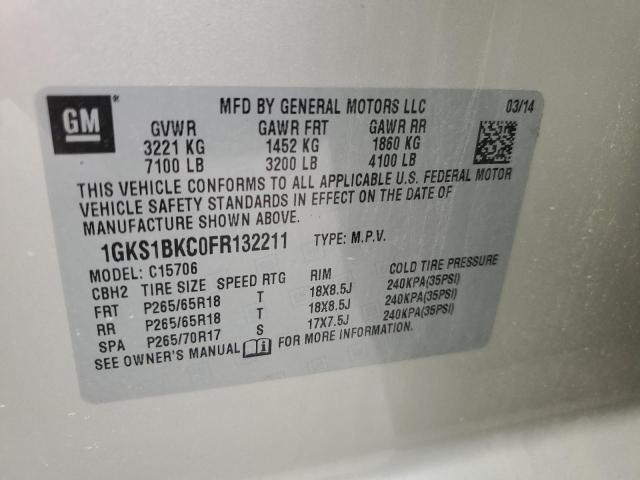 GM ® MFD BY GENERAL MOTORS LLC 03/14
GVWR GAWR FRT GAWR RR
3221 KG 1452 KG 1860 KG
7100 LB 3200 LB 4100 LB
THIS VEHICLE CONFORMS TO ALL APPLICABLE U.S. FEDERAL MOTOR
VEHICLE SAFETY STANDARDS IN EFFECT ON THE DATE OF
MANUFACTURE SHOWN ABOVE.
1GKS1BKC0FR132211 TYPE: M.P.V.
MODEL: C15706
CBH2 TIRE SIZE SPEED RTG RIM COLD TIRE PRESSURE
FRT P265/65R18 T 18X8.5J 240KPA(35PSI)
RR P265/65R18 T 18X8.5J 240KPA(35PSI)
SPA P265/70R17 S 17X7.5J 240KPA(35PSI)
SEE OWNER'S MANUAL FOR MORE INFORMATION.